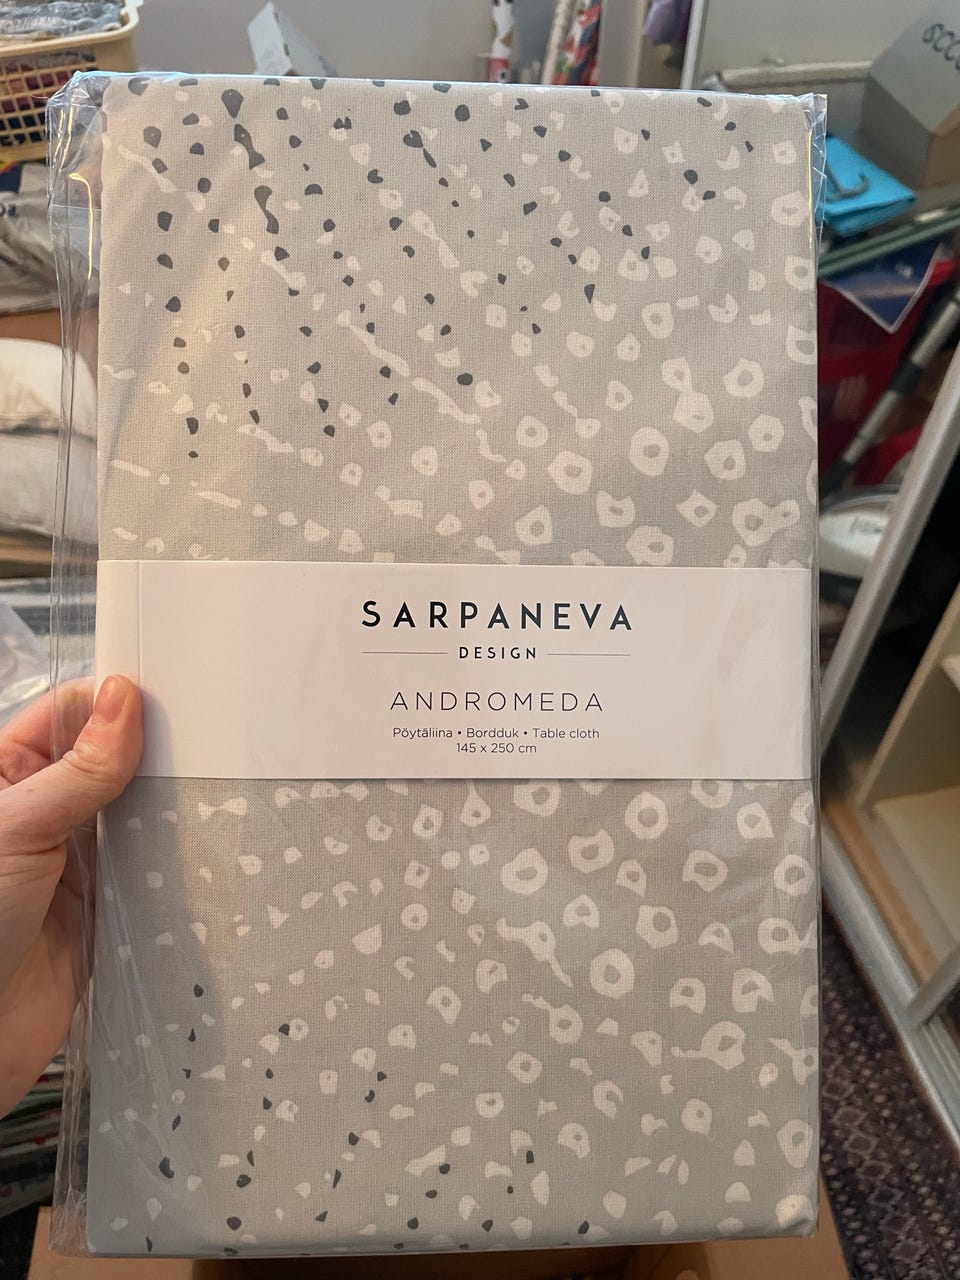 SARPANEVA
DESIGN
ANDROMEDA
Pöytäliina • Bordduk • Table cloth
145 x 250 cm